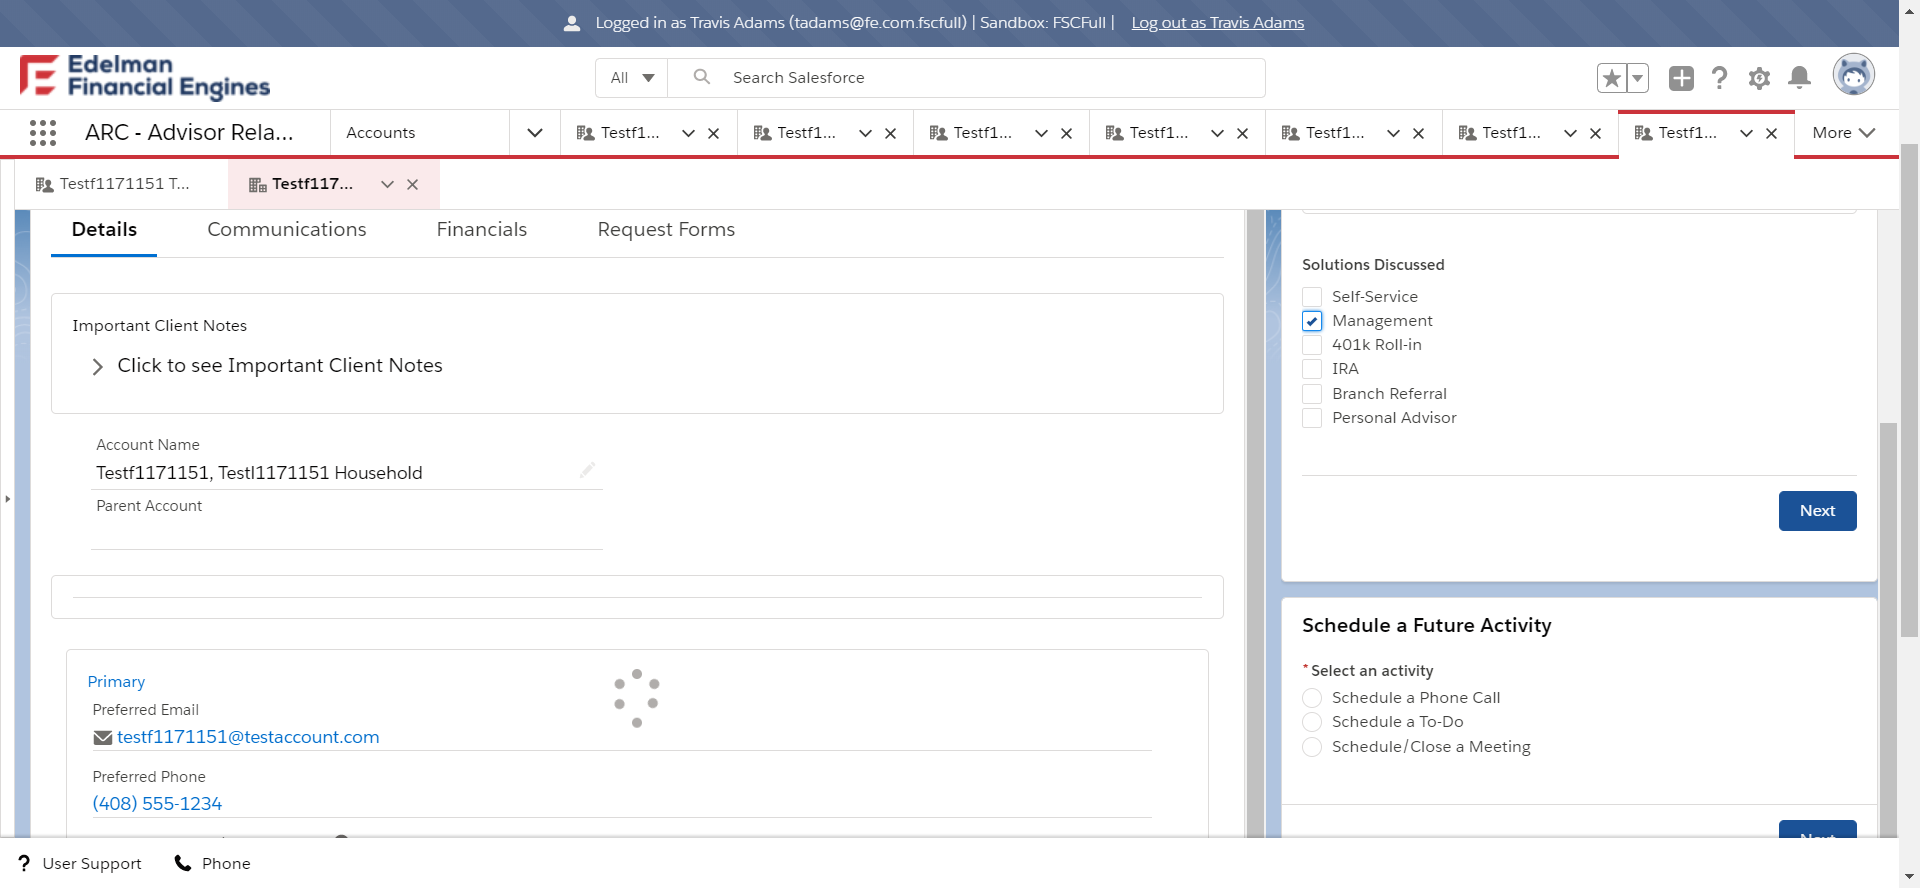 Logged in as Travis Adams (tadams@fe.com.fscfull) | Sandbox: FSCFull | Log out as Travis Adams
Edelman
Financial Engines
All
Search Salesforce
ARC - Advisor Rela...
Accounts
Testf1...
Testf1...
Testf1...
Testf1...
Testf1...
Testf1...
Testf1...
More
Testf1171151 T...
Testf117...
Details
Communications
Financials
Request Forms
Important Client Notes
Click to see Important Client Notes
Account Name
Testf1171151, Testl1171151 Household
Parent Account
Primary
Preferred Email
testf1171151@testaccount.com
Preferred Phone
(408) 555-1234
Solutions Discussed
Self-Service
Management
401k Roll-in
IRA
Branch Referral
Personal Advisor
Next
Schedule a Future Activity
*Select an activity
Schedule a Phone Call
Schedule a To-Do
Schedule/Close a Meeting
Next
User Support
Phone